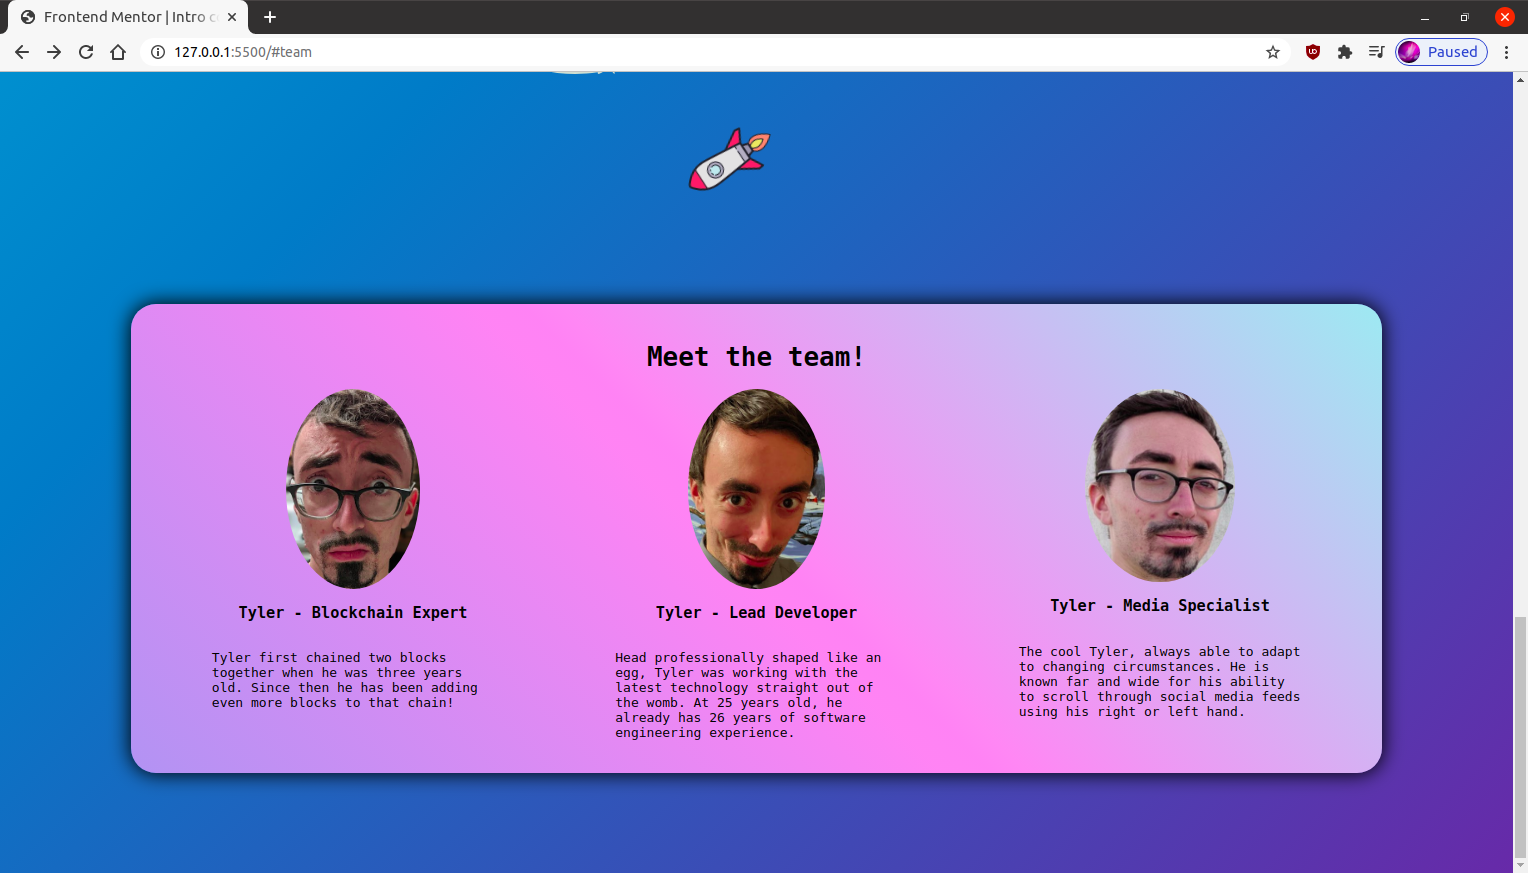 Frontend Mentor | Intro c
127.0.0.1:5500/#team
Paused
Meet the team!
Tyler - Blockchain Expert
Tyler first chained two blocks
together when he was three years
old. Since then he has been adding
even more blocks to that chain!
Tyler - Lead Developer
Head professionally shaped like an
egg, Tyler was working with the
latest technology straight out of
the womb. At 25 years old, he
already has 26 years of software
engineering experience.
Tyler - Media Specialist
The cool Tyler, always able to adapt
to changing circumstances. He is
known far and wide for his ability
to scroll through social media feeds
using his right or left hand.